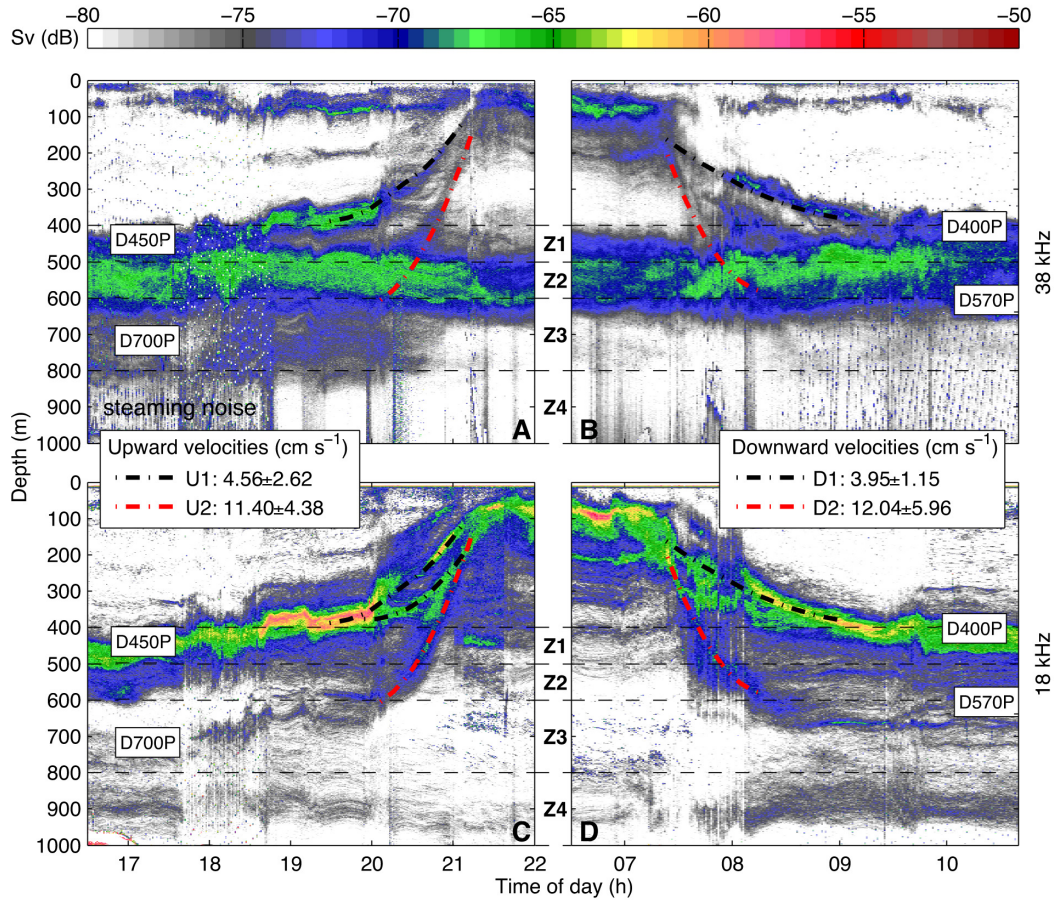 −80 −75 −70 −65 −60 −55 −50
Sv (dB)
0
100
200
300
400
500
600
700
800
900
1000
D450P
D700P
steaming noise
A
Z1
Z2
Z3
Z4
B
D400P
D570P
38 kHz
Depth (m)
Upward velocities (cm s⁻¹)
U1: 4.56±2.62
U2: 11.40±4.38
Downward velocities (cm s⁻¹)
D1: 3.95±1.15
D2: 12.04±5.96
0
100
200
300
400
500
600
700
800
900
1000
D450P
D700P
C
Z1
Z2
Z3
Z4
D
D400P
D570P
18 kHz
17 18 19 20 21 22 07 08 09 10
Time of day (h)